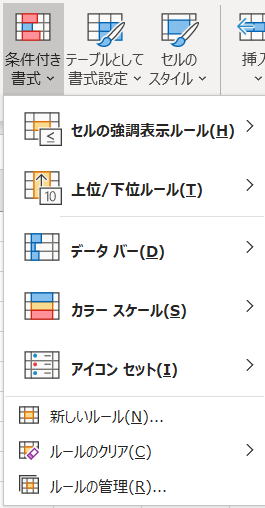 条件付き テーブルとして セルの 挿入
書式 書式設定 スタイル
セルの強調表示ルール(H)
≤
上位/下位ルール(T)
10
データ バー(D)
カラー スケール(S)
アイコン セット(I)
新しいルール(N)...
ルールのクリア(C)
ルールの管理(R)...